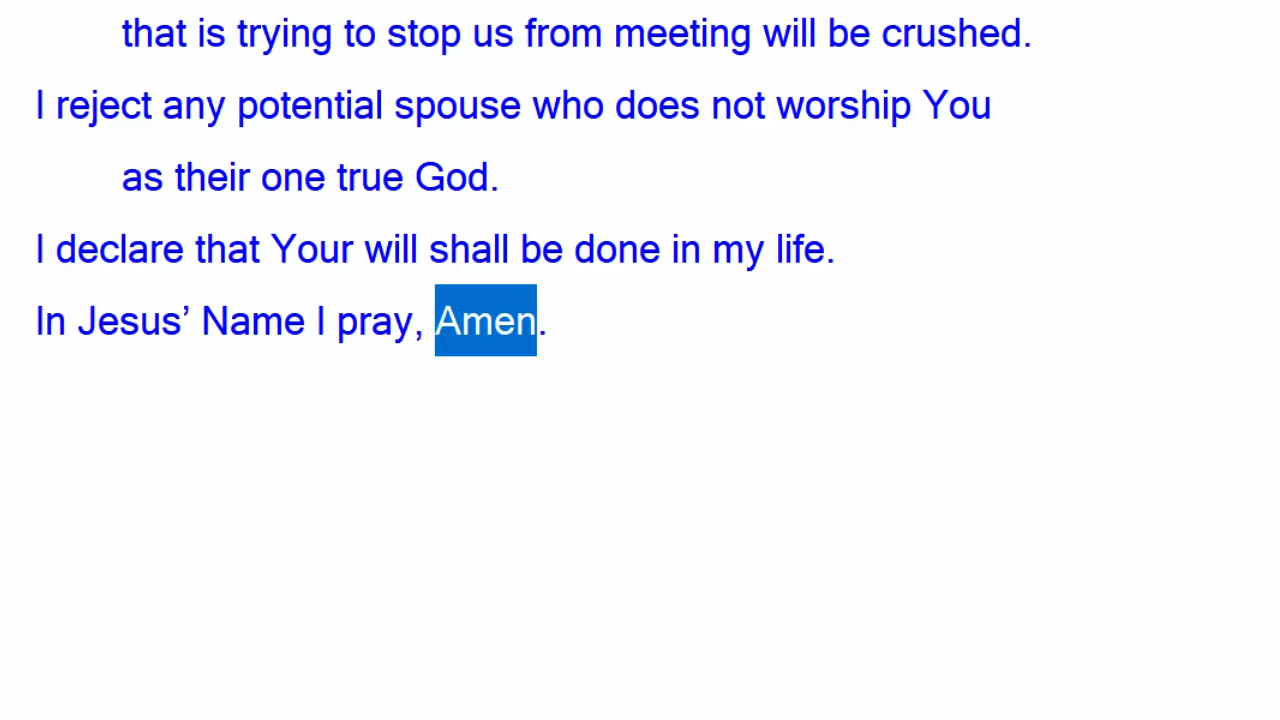 that is trying to stop us from meeting will be crushed.
I reject any potential spouse who does not worship You
as their one true God.
I declare that Your will shall be done in my life.
In Jesus’ Name I pray, Amen.